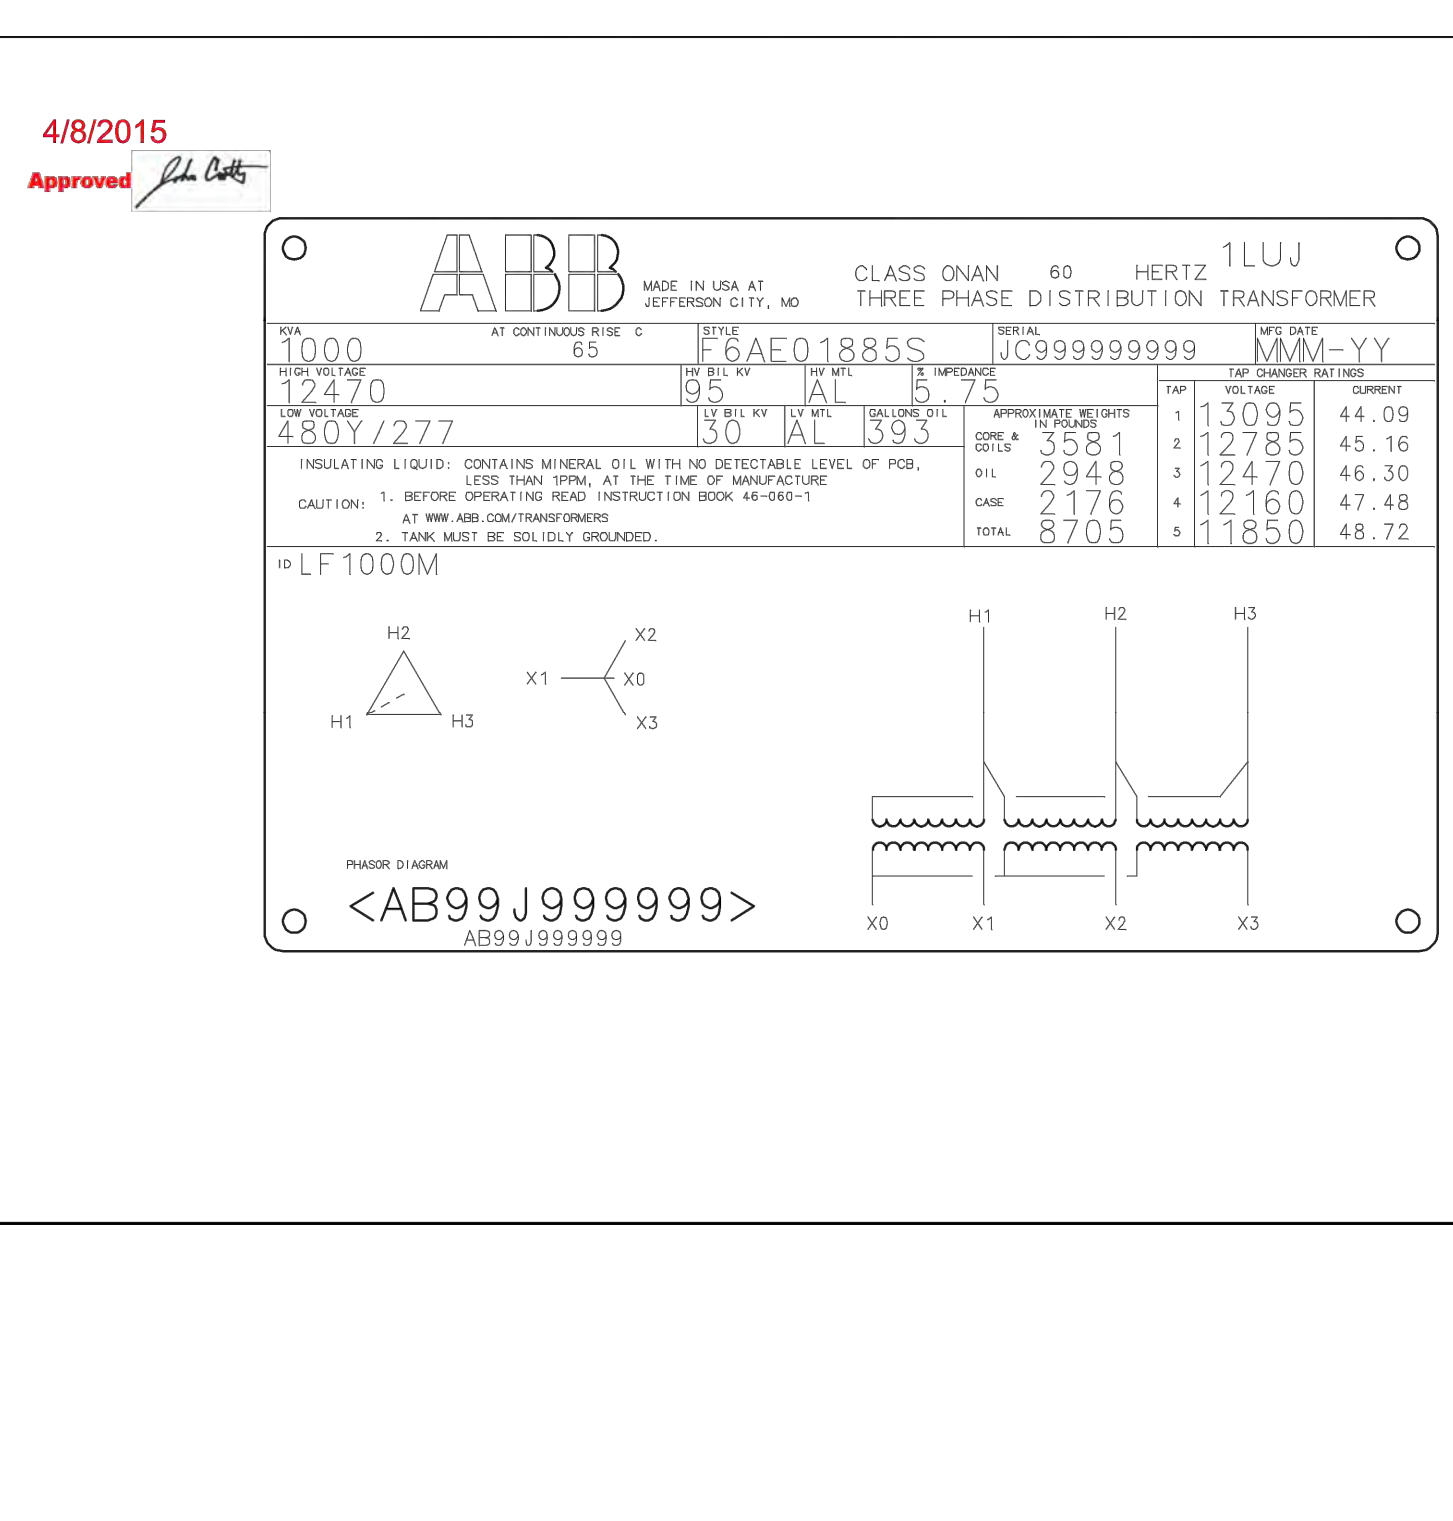 4/8/2015
Approved John Crotts
ABB
MADE IN USA AT
JEFFERSON CITY, MO
CLASS ONAN 60 HERTZ 1LUJ
THREE PHASE DISTRIBUTION TRANSFORMER
KVA
1000
AT CONTINUOUS RISE C
65
STYLE
F6AE01885S
SERIAL
JC999999999
MFG DATE
MMM-YY
HIGH VOLTAGE
12470
HV BIL KV
95
HV MTL
AL
% IMPEDANCE
5.75
LOW VOLTAGE
480Y/277
LV BIL KV
30
LV MTL
AL
GALLONS OIL
393
APPROXIMATE WEIGHTS
IN POUNDS
CORE &
COILS 3581
OIL 2948
CASE 2176
TOTAL 8705
TAP CHANGER RATINGS
TAP VOLTAGE CURRENT
1 13095 44.09
2 12785 45.16
3 12470 46.30
4 12160 47.48
5 11850 48.72
INSULATING LIQUID: CONTAINS MINERAL OIL WITH NO DETECTABLE LEVEL OF PCB,
LESS THAN 1PPM, AT THE TIME OF MANUFACTURE
CAUTION: 1. BEFORE OPERATING READ INSTRUCTION BOOK 46-060-1
AT WWW.ABB.COM/TRANSFORMERS
2. TANK MUST BE SOLIDLY GROUNDED.
ID LF1000M
H2
H1 H3
X2
X1 X0
X3
H1 H2 H3
X0 X1 X2 X3
PHASOR DIAGRAM
<AB99J999999>
AB99J999999